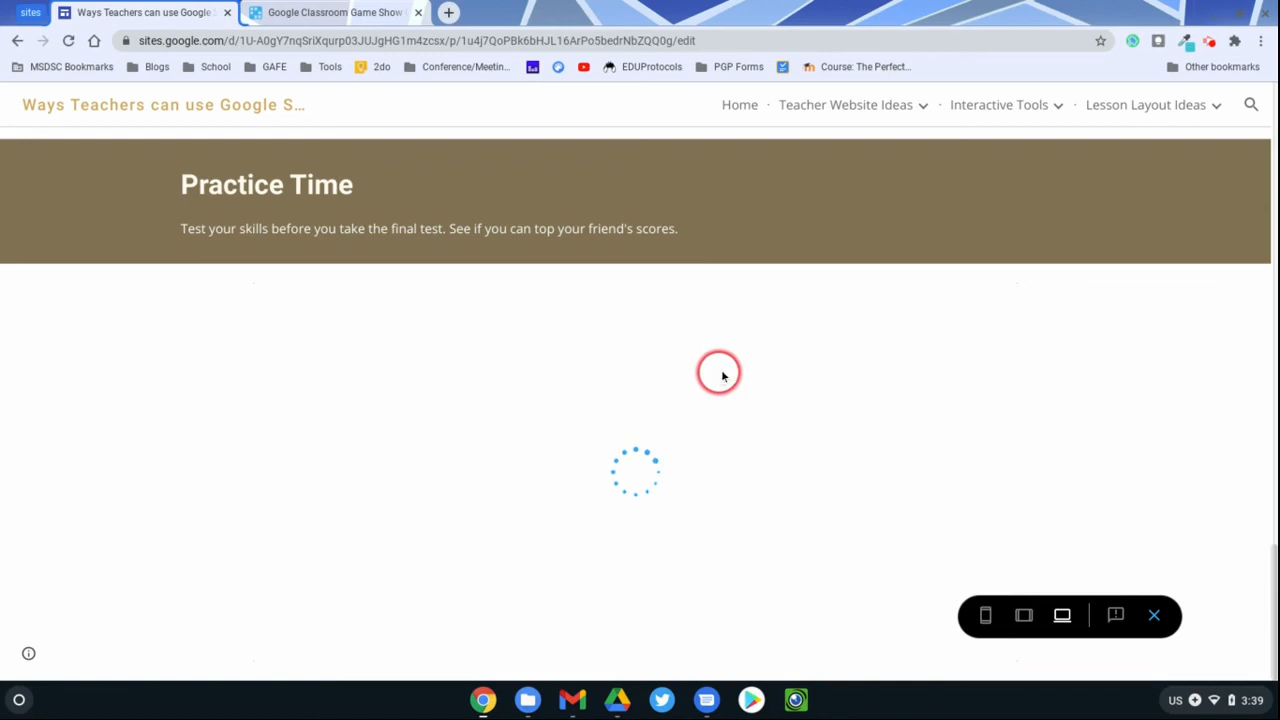 sites
Ways Teachers can use Google S
Google Classroom Game Show
sites.google.com/d/1U-A0gY7nqSriXqurp03JUJgHG1m4zcsx/p/1u4j7QoPBk6bHJL16ArPo5bedrNbZQQ0g/edit
MSDSC Bookmarks
Blogs
School
GAFE
Tools
2do
Conference/Meetin...
EDUProtocols
PGP Forms
Course: The Perfect...
Other bookmarks
Ways Teachers can use Google S...
Home · Teacher Website Ideas · Interactive Tools · Lesson Layout Ideas
Practice Time
Test your skills before you take the final test. See if you can top your friend's scores.
US
3:39